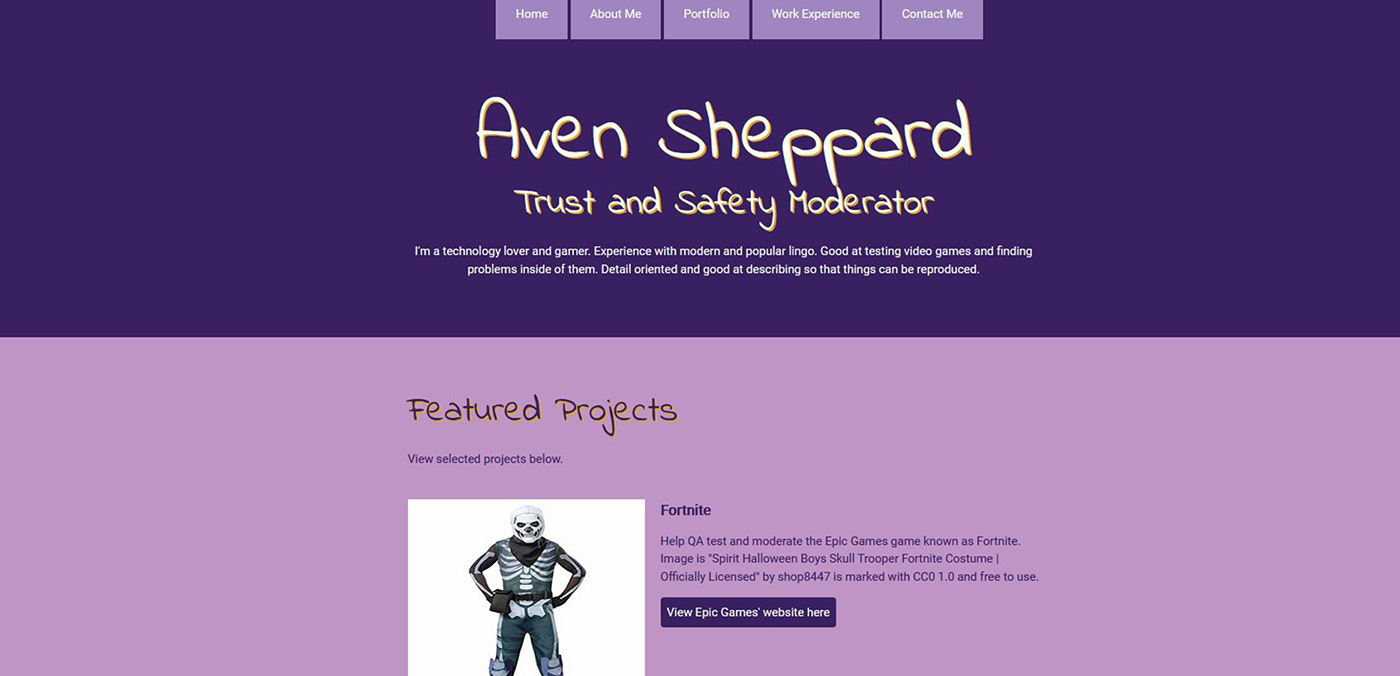 Home About Me Portfolio Work Experience Contact Me
Aven Sheppard
Trust and Safety Moderator
I'm a technology lover and gamer. Experience with modern and popular lingo. Good at testing video games and finding
problems inside of them. Detail oriented and good at describing so that things can be reproduced.
Featured Projects
View selected projects below.
Fortnite
Help QA test and moderate the Epic Games game known as Fortnite.
Image is "Spirit Halloween Boys Skull Trooper Fortnite Costume |
Officially Licensed" by shop8447 is marked with CC0 1.0 and free to use.
View Epic Games' website here